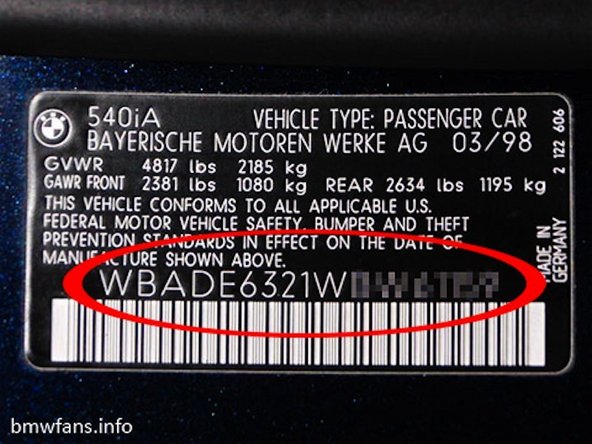 540iA VEHICLE TYPE: PASSENGER CAR
BAYERISCHE MOTOREN WERKE AG 03/98
GVWR 4817 lbs 2185 kg
GAWR FRONT 2381 lbs 1080 kg REAR 2634 lbs 1195 kg
THIS VEHICLE CONFORMS TO ALL APPLICABLE U.S.
FEDERAL MOTOR VEHICLE SAFETY, BUMPER AND THEFT
PREVENTION STANDARDS IN EFFECT ON THE DATE OF
MANUFACTURE SHOWN ABOVE.
WBADE6321W
MADE IN
GERMANY
2 122 606
bmwfans.info